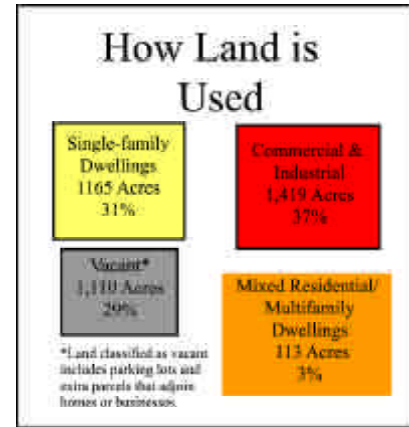 How Land is
Used
Single-family
Dwellings
1165 Acres
31%
Commercial &
Industrial
1,419 Acres
37%
Vacant*
1,110 Acres
29%
*Land classified as vacant
includes parking lots and
extra parcels that adjoin
homes or businesses.
Mixed Residential/
Multifamily
Dwellings
113 Acres
3%